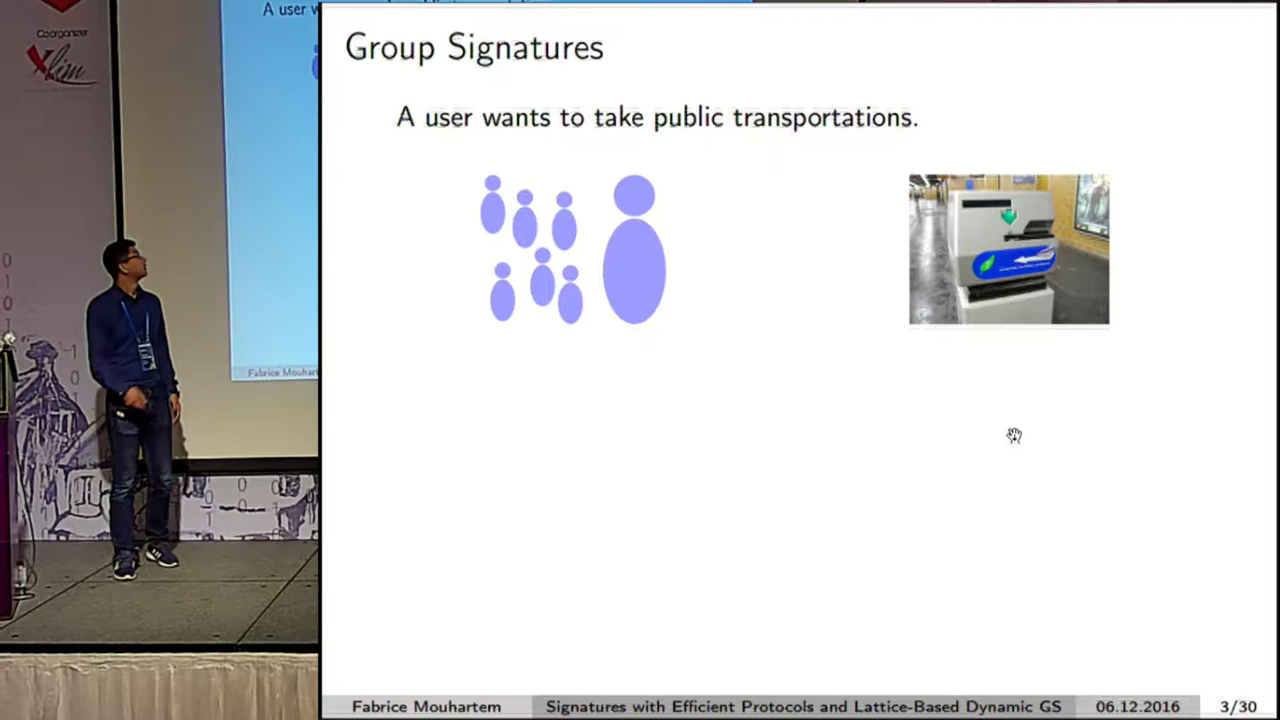 Coorganizer
Xlim
A user w
Fabrice Mouhart
Group Signatures
A user wants to take public transportations.
Fabrice Mouhartem
Signatures with Efficient Protocols and Lattice-Based Dynamic GS
06.12.2016
3/30